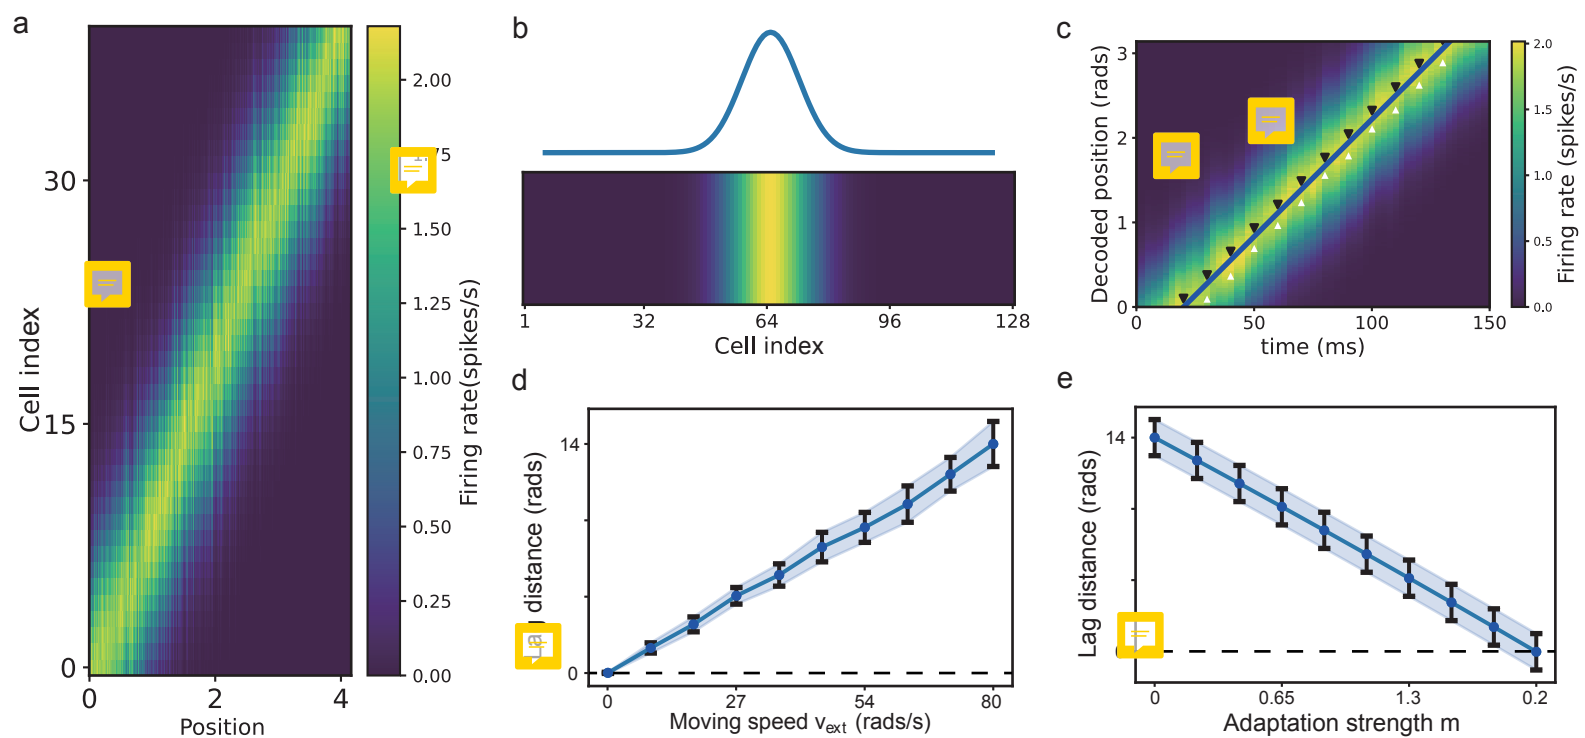 a
Cell index
30
15
0
0
2
4
Position
2.00
1.50
1.25
1.00
0.75
0.50
0.25
0.00
Firing rate(spikes/s)
b
1
32
64
96
128
Cell index
c
Decoded position (rads)
3
2
1
0
0
50
100
150
time (ms)
2.0
1.5
1.0
0.5
0.0
Firing rate (spikes/s)
d
distance (rads)
14
0
0
27
54
80
Moving speed vext (rads/s)
e
Lag distance (rads)
14
0
0.65
1.3
0.2
Adaptation strength m